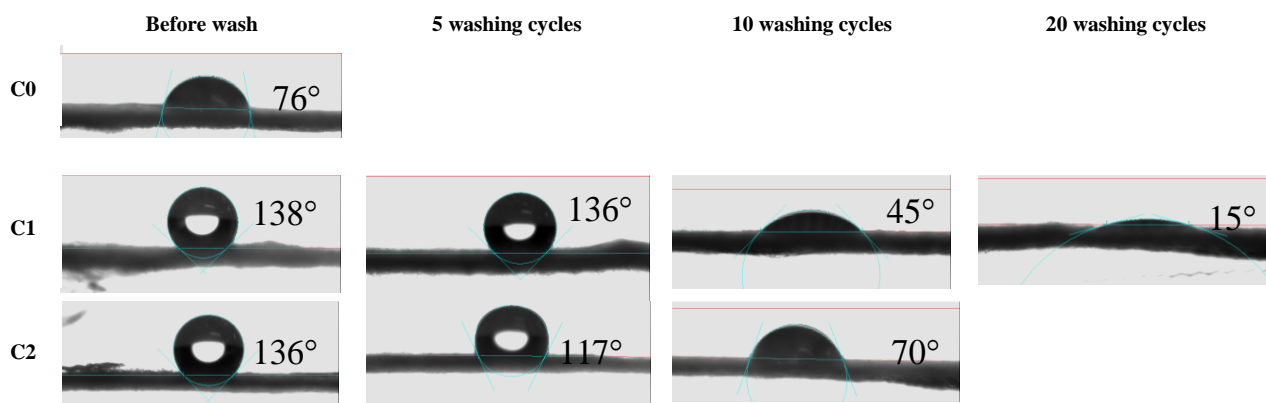 Before wash 5 washing cycles 10 washing cycles 20 washing cycles
C0 76°
C1 138° 136° 45° 15°
C2 136° 117° 70°